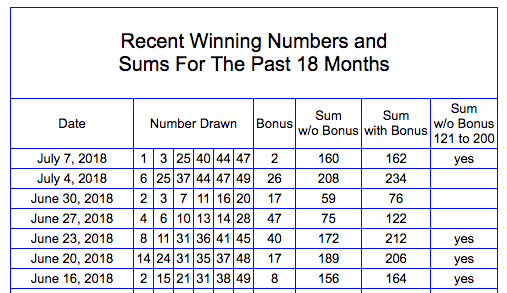 Recent Winning Numbers and
Sums For The Past 18 Months
Date Number Drawn Bonus Sum w/o Bonus Sum with Bonus Sum w/o Bonus 121 to 200
July 7, 2018 1 3 25 40 44 47 2 160 162 yes
July 4, 2018 6 25 37 44 47 49 26 208 234
June 30, 2018 2 3 7 11 16 20 17 59 76
June 27, 2018 4 6 10 13 14 28 47 75 122
June 23, 2018 8 11 31 36 41 45 40 172 212 yes
June 20, 2018 14 24 31 35 37 48 17 189 206 yes
June 16, 2018 2 15 21 31 38 49 8 156 164 yes